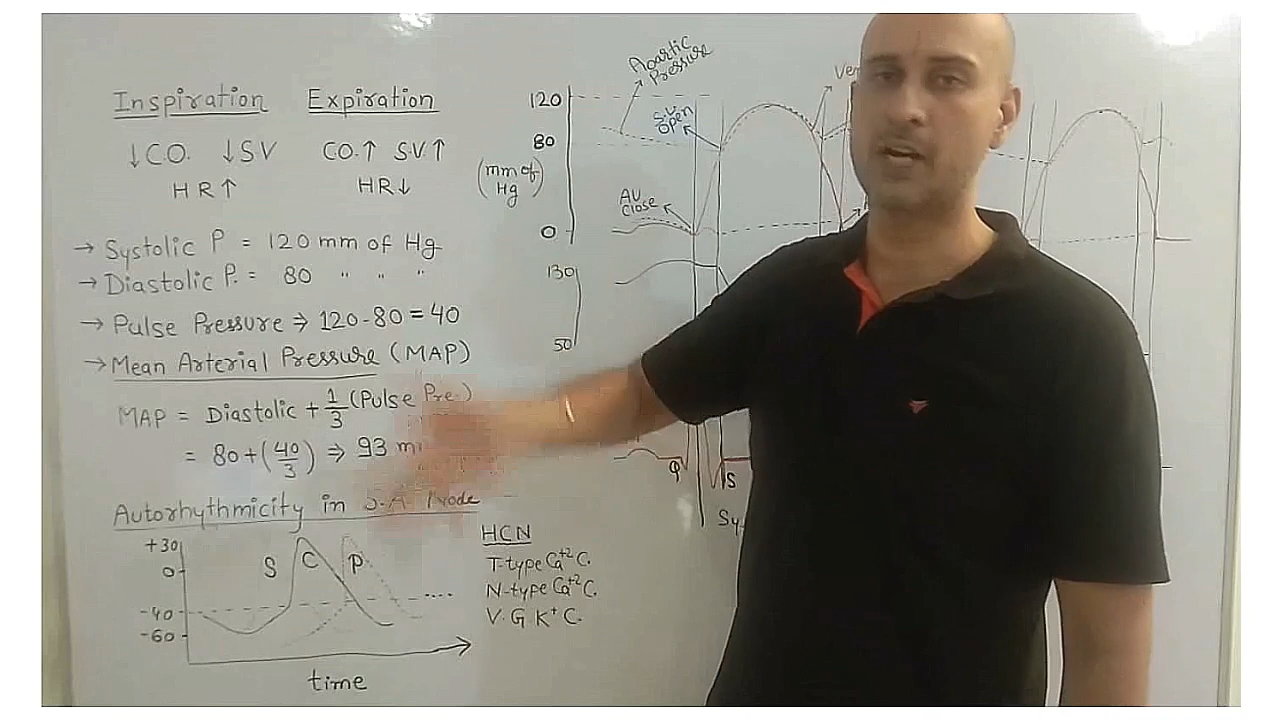 Inspiration Expiration
↓C.O. ↓SV CO.↑ S.V.↑
HR↑ HR↓
→ Systolic P = 120 mm of Hg
→ Diastolic P. = 80 " " "
→ Pulse Pressure ⇒ 120-80 = 40
→ Mean Arterial Pressure (MAP)
MAP = Diastolic + 1/3 (Pulse Pre.)
= 80 + (40/3) ⇒ 93
Autorhythmicity in S.A. Node
+30
0
-40
-60
S C P
time
HCN
T-type Ca+2 C.
N-type Ca+2 C.
V.G K+ C.
Aoartic
Pressure
120
80
(mm of
Hg)
0
S.V.
open
AV
close
130
50
Q S